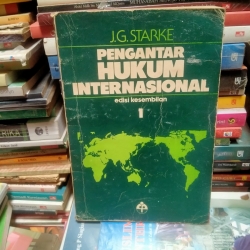 J.G. STARKE
PENGANTAR
HUKUM
INTERNASIONAL
edisi kesembilan
1